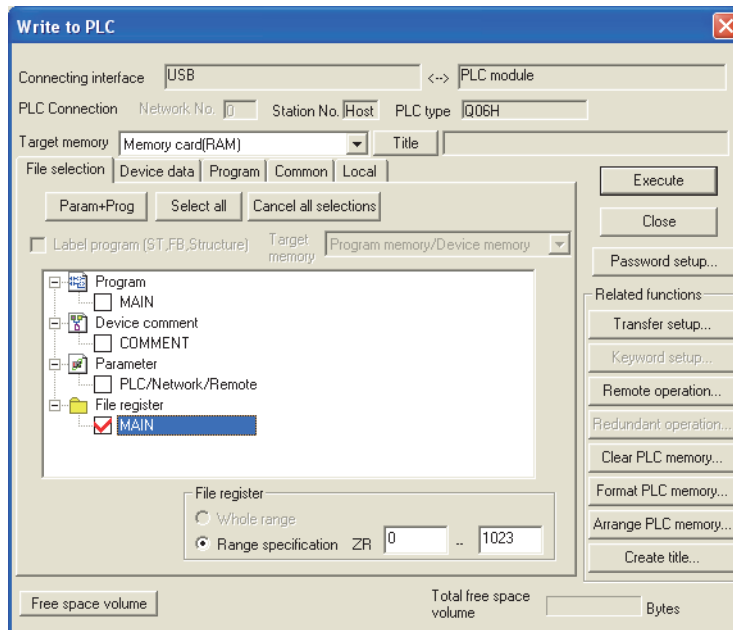 Write to PLC
Connecting interface USB <--> PLC module
PLC Connection Network No. 0 Station No. Host PLC type Q06H
Target memory Memory card(RAM) Title
File selection Device data Program Common Local
Execute
Param+Prog Select all Cancel all selections
Close
Label program (ST,FB,Structure) Target memory Program memory/Device memory
Password setup...
Program
MAIN
Device comment
COMMENT
Parameter
PLC/Network/Remote
File register
MAIN
Related functions
Transfer setup...
Keyword setup...
Remote operation...
Redundant operation...
Clear PLC memory...
Format PLC memory...
Arrange PLC memory...
Create title...
File register
Whole range
Range specification ZR 0 -- 1023
Free space volume
Total free space
volume Bytes